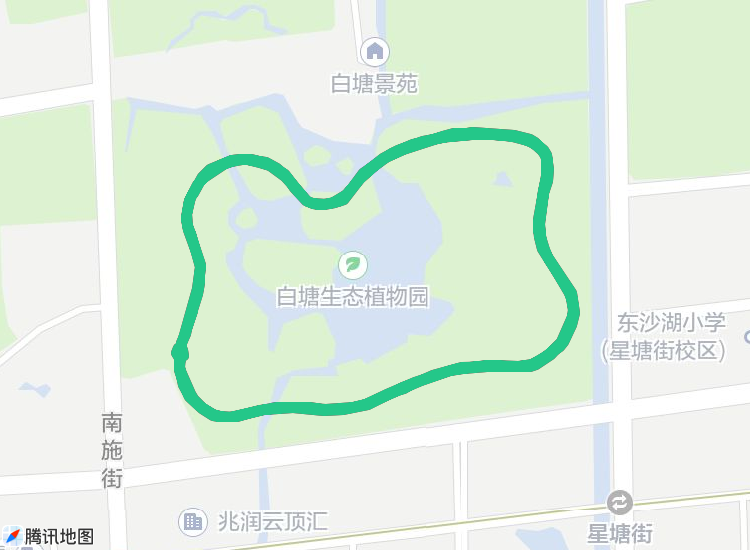 白塘景苑
白塘生态植物园
东沙湖小学
(星塘街校区)
南施街
兆润云顶汇
星塘街
腾讯地图